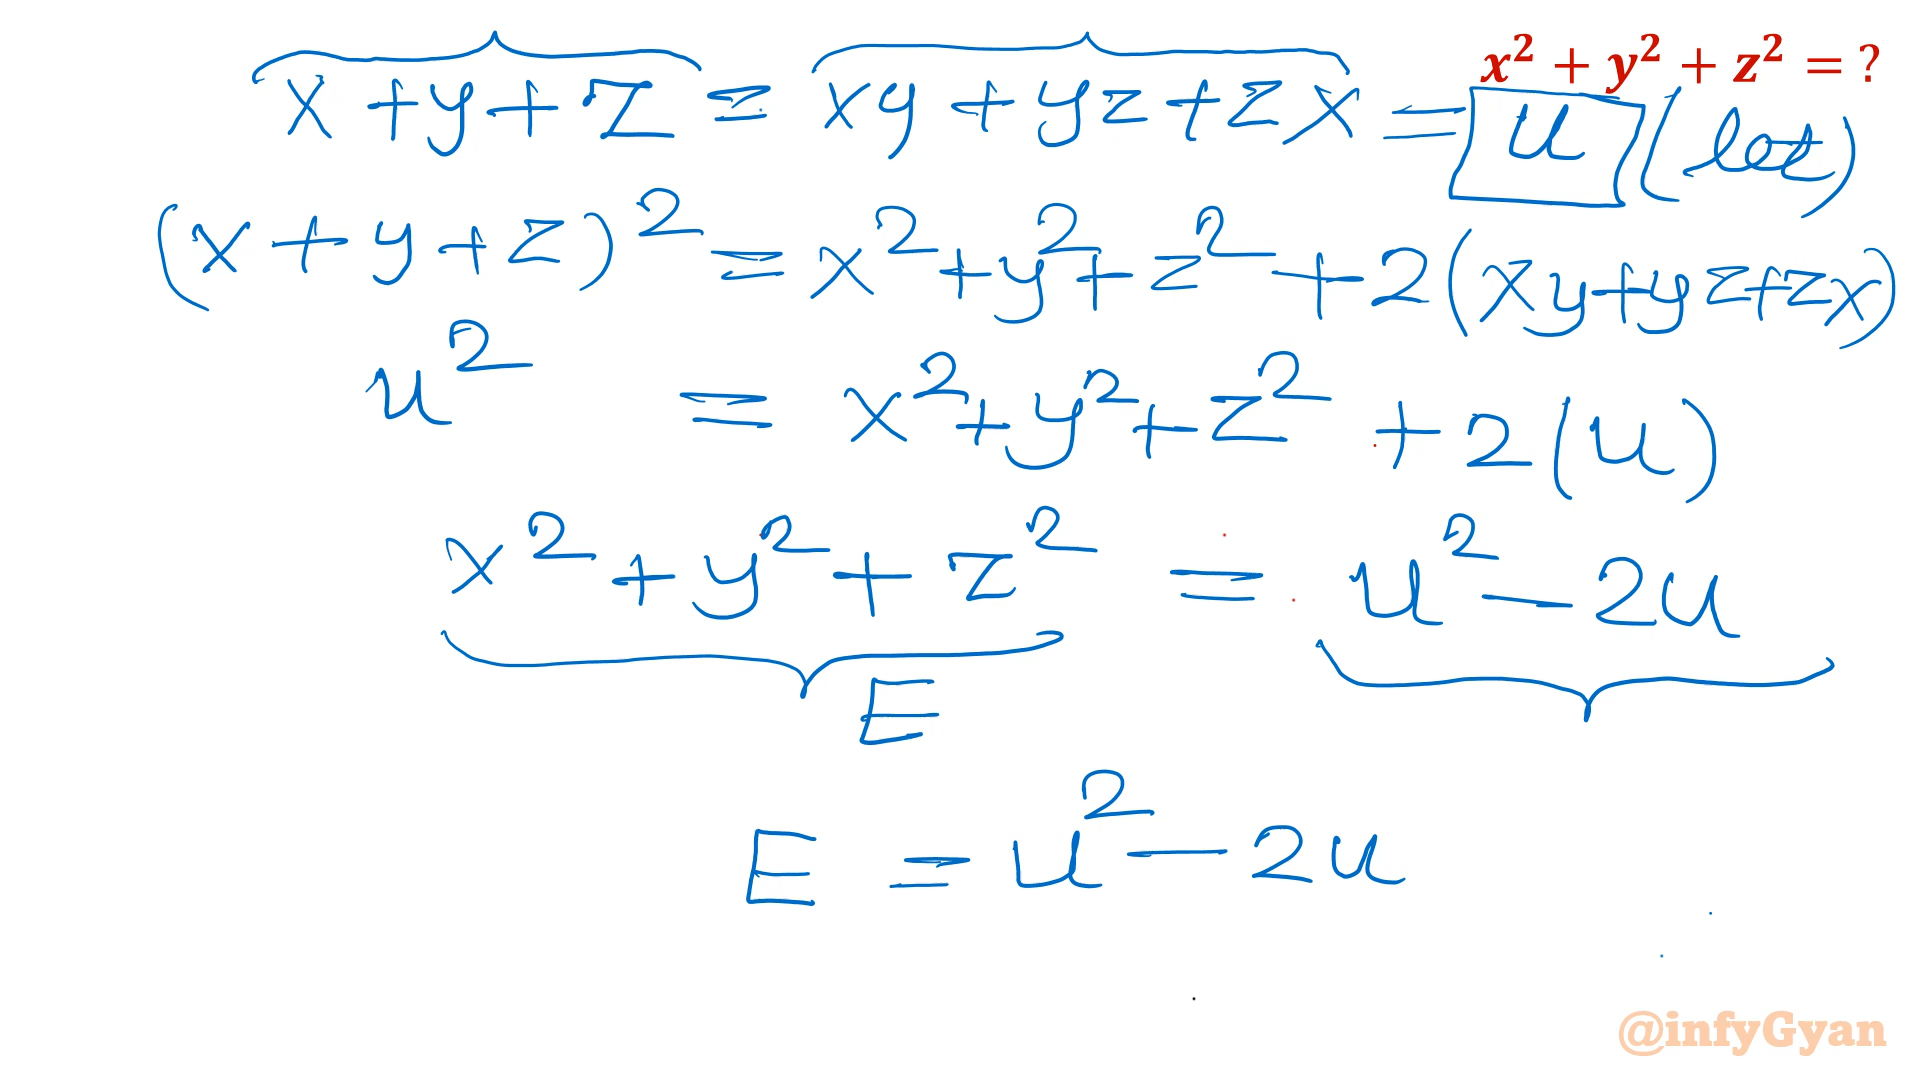 x² + y² + z² = ?
x + y + z = xy + yz + zx = u (let)
(x + y + z)² = x² + y² + z² + 2(xy + yz + zx)
u² = x² + y² + z² + 2(u)
x² + y² + z² = u² − 2u
E
E = u² − 2u
@infyGyan